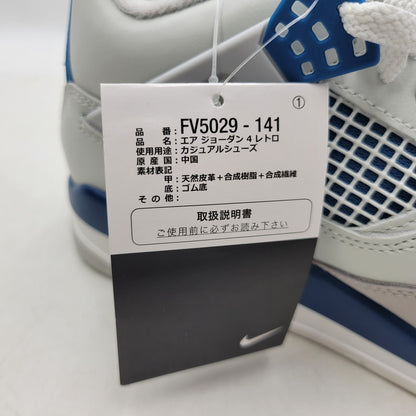 ①
品 番：FV5029 - 141
品 名：エア ジョーダン 4 レトロ
使用用途：カジュアルシューズ
原 産 国：中国
素材表記
甲：天然皮革＋合成樹脂＋合成繊維
底：ゴム底
そ の 他：
取扱説明書
ご使用前に必ずお読み下さい